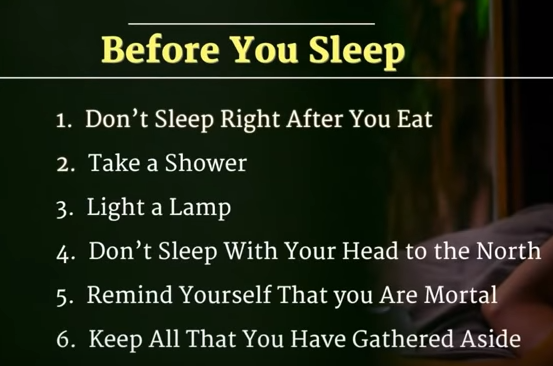 Before You Sleep
1. Don’t Sleep Right After You Eat
2. Take a Shower
3. Light a Lamp
4. Don’t Sleep With Your Head to the North
5. Remind Yourself That you Are Mortal
6. Keep All That You Have Gathered Aside